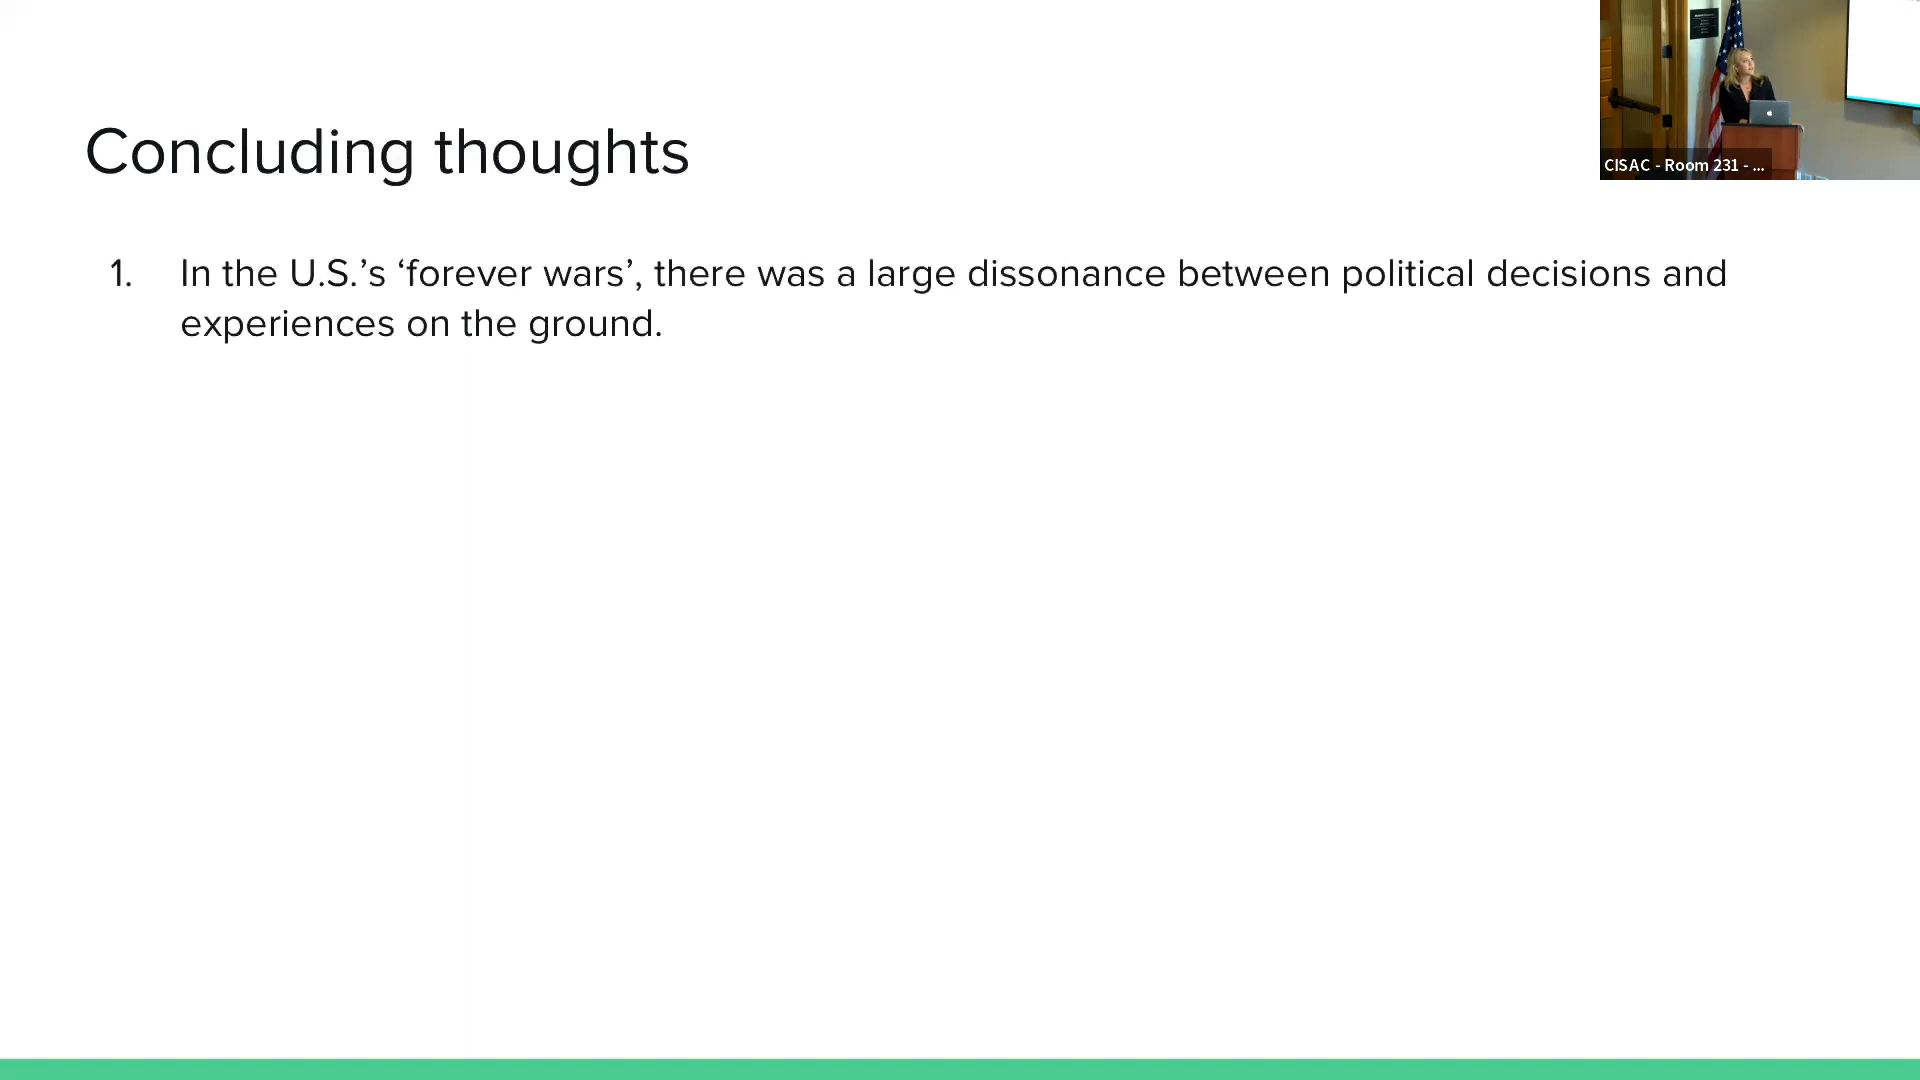 Concluding thoughts
1. In the U.S.’s ‘forever wars’, there was a large dissonance between political decisions and
experiences on the ground.
CISAC - Room 231 - ...